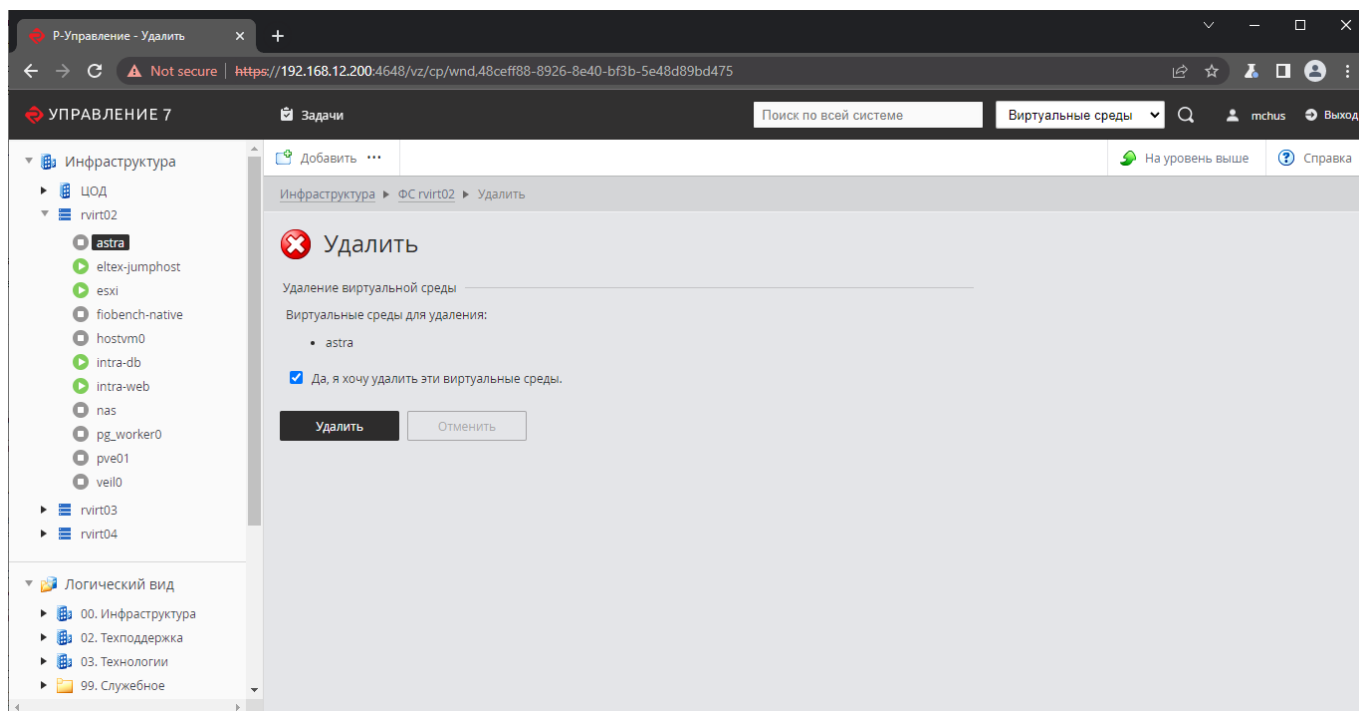 Р-Управление - Удалить
Not secure | https://192.168.12.200:4648/vz/cp/wnd,48ceff88-8926-8e40-bf3b-5e48d89bd475
УПРАВЛЕНИЕ 7
Задачи
Поиск по всей системе
Виртуальные среды
mchus
Выход
Инфраструктура
ЦОД
rvirt02
astra
eltex-jumphost
esxi
fiobench-native
hostvm0
intra-db
intra-web
nas
pg_worker0
pve01
veil0
rvirt03
rvirt04
Логический вид
00. Инфраструктура
02. Техподдержка
03. Технологии
99. Служебное
Добавить •••
На уровень выше
Справка
Инфраструктура ► ФС rvirt02 ► Удалить
Удалить
Удаление виртуальной среды
Виртуальные среды для удаления:
• astra
Да, я хочу удалить эти виртуальные среды.
Удалить
Отменить